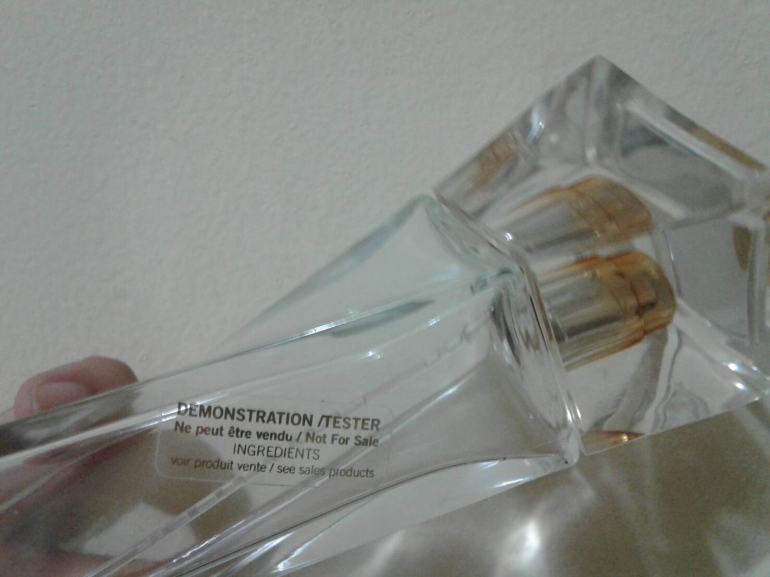 DEMONSTRATION /TESTER
Ne peut être vendu / Not For Sale
INGREDIENTS
voir produit vente / see sales products